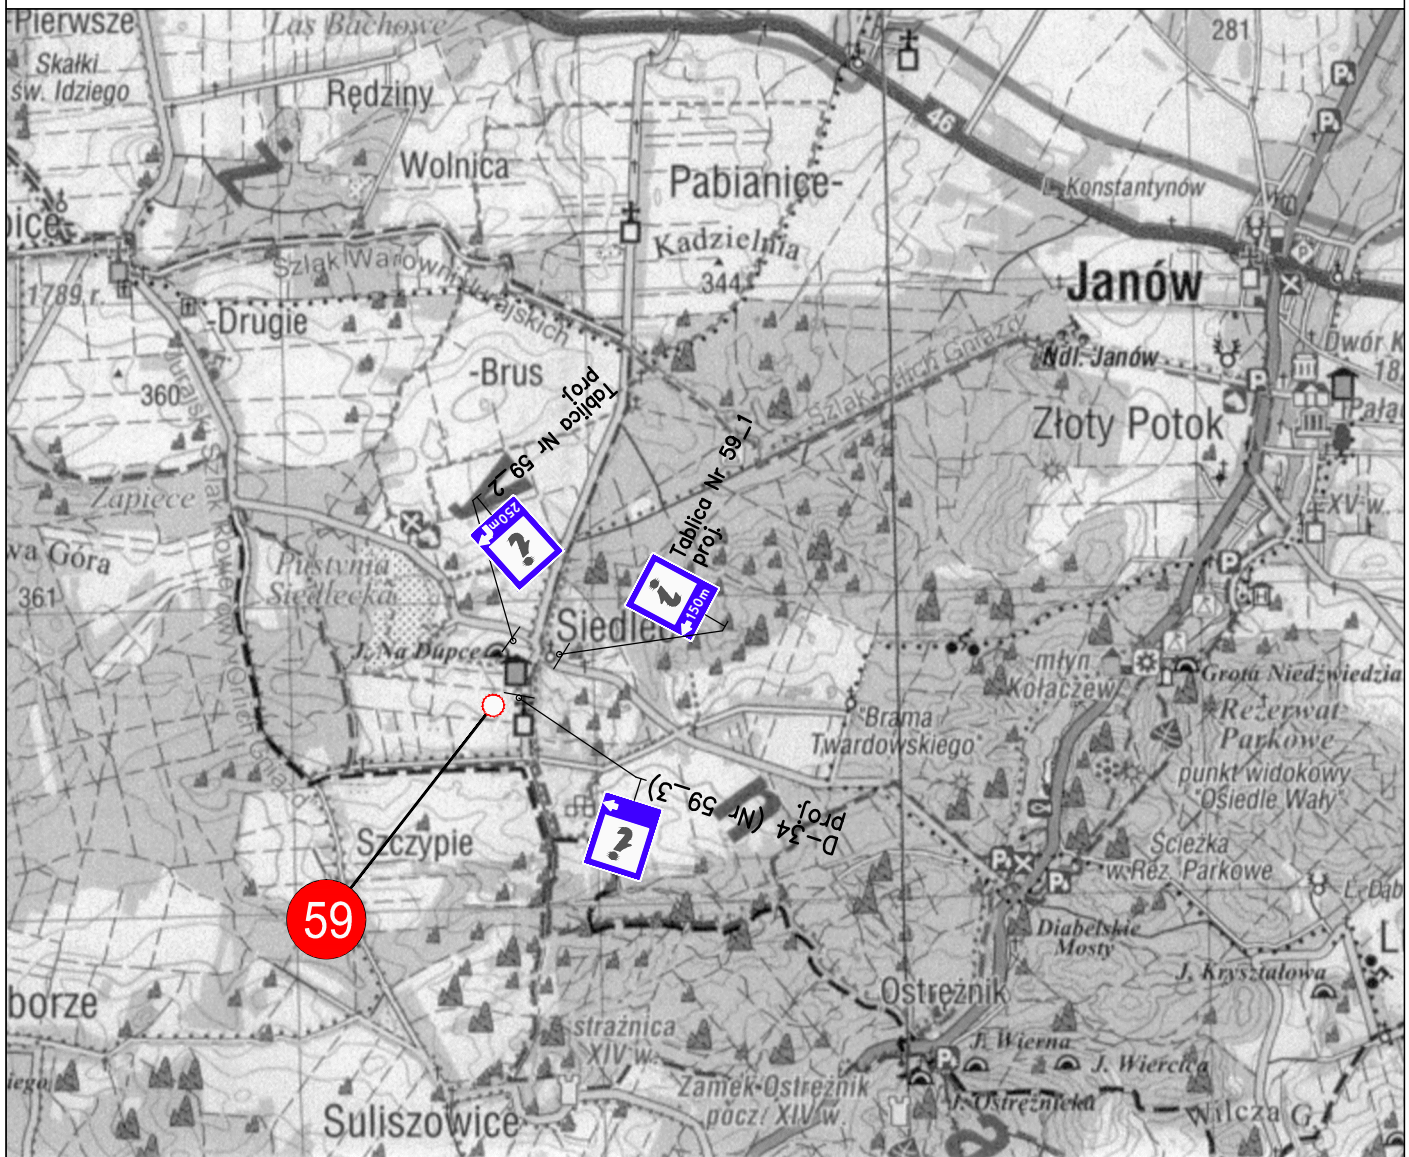 Pierwsze
Las Bachowe
281
Skałki
św. Idziego
Rędziny
46
Wolnica
Pabianice-
L. Konstantynów
Kadzielnia
Szlak Warowni Jurajskich
344
Janów
1789 r.
-Drugie
Szlak Orlich Gniazd
Ndl. Janów
Dwór K
18
-Brus
360
Złoty Potok
Pała
Tablica Nr 59_2
proj.
Tablica Nr 59_1
proj.
Zapiece
XV w.
250m
wa Góra
361
Pustynia
Siedlecka
i
150m
Siedlec
J. Na Dupce
młyn
Kołaczew
Grota Niedźwiedzia
Brama
Twardowskiego
Rezerwat
Parkowe
punkt widokowy
"Osiedle Wały"
D-34 (Nr 59_3)
proj.
Szczypie
Ścieżka
w Rez. Parkowe
59
Diabelskie
Mosty
J. Kryształowa
borze
Ostrężnik
strażnica
XIV w.
J. Wierna
J. Wiercica
Zamek Ostrężnik
pocz. XIV w.
J. Ostrężnicka
Wilcza G.
Suliszowice